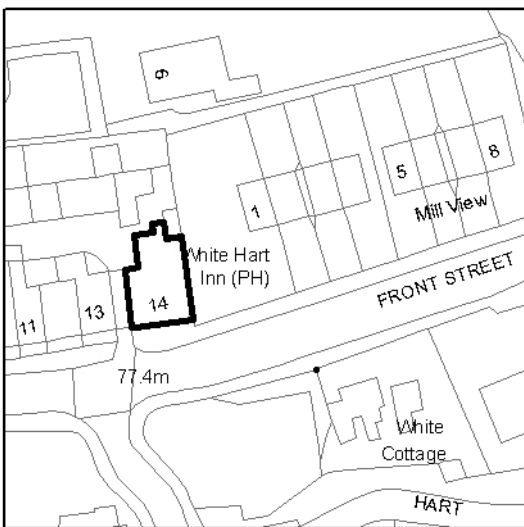 9
1
5
8
Mill View
White Hart
Inn (PH)
FRONT STREET
14
13
11
77.4m
White
Cottage
HART